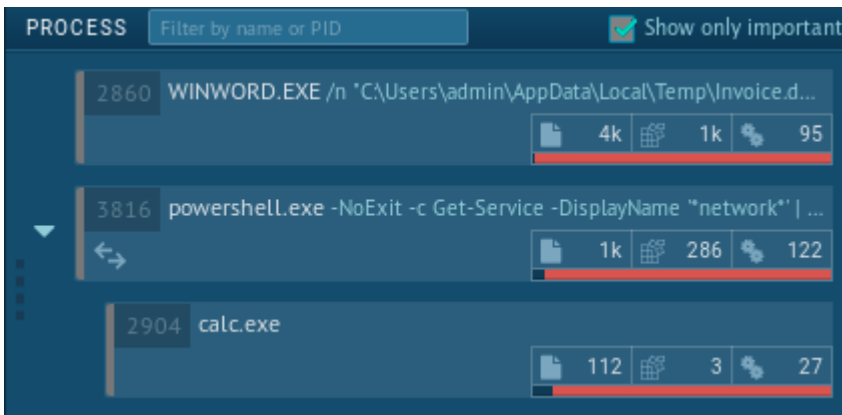 PROCESS Filter by name or PID Show only important
2860 WINWORD.EXE /n "C:\Users\admin\AppData\Local\Temp\Invoice.d...
4k 1k 95
3816 powershell.exe -NoExit -c Get-Service -DisplayName '*network*' | ...
1k 286 122
2904 calc.exe
112 3 27